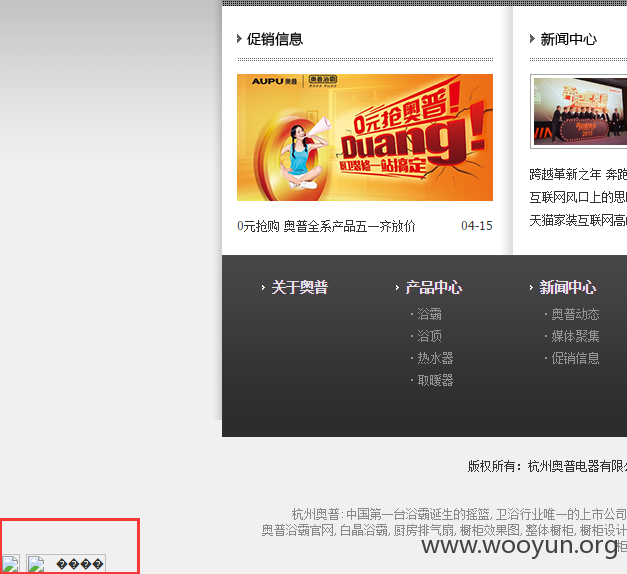 促销信息
新闻中心
AUPU 奥普 奥普浴霸
0元抢奥普!
Duang!
厨卫装修一站搞定
0元抢购 奥普全系产品五一齐放价 04-15
跨越革新之年 奔跑
互联网风口上的思
天猫家装互联网高
关于奥普
产品中心
新闻中心
· 浴霸
· 奥普动态
· 浴顶
· 媒体聚集
· 热水器
· 促销信息
· 取暖器
版权所有：杭州奥普电器有限
杭州奥普:中国第一台浴霸诞生的摇篮,卫浴行业唯一的上市公司
奥普浴霸官网,白晶浴霸,厨房排气扇,橱柜效果图,整体橱柜,橱柜设计
www.wooyun.org
����